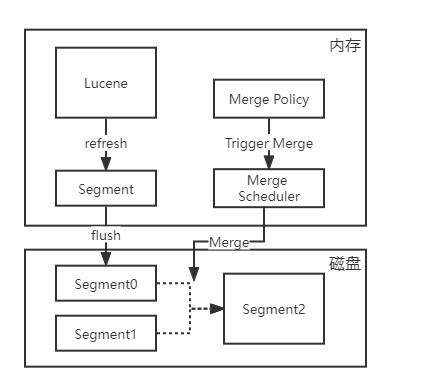 内存
Lucene
Merge Policy
refresh
Trigger Merge
Segment
Merge
Scheduler
flush
Merge
磁盘
Segment0
Segment2
Segment1